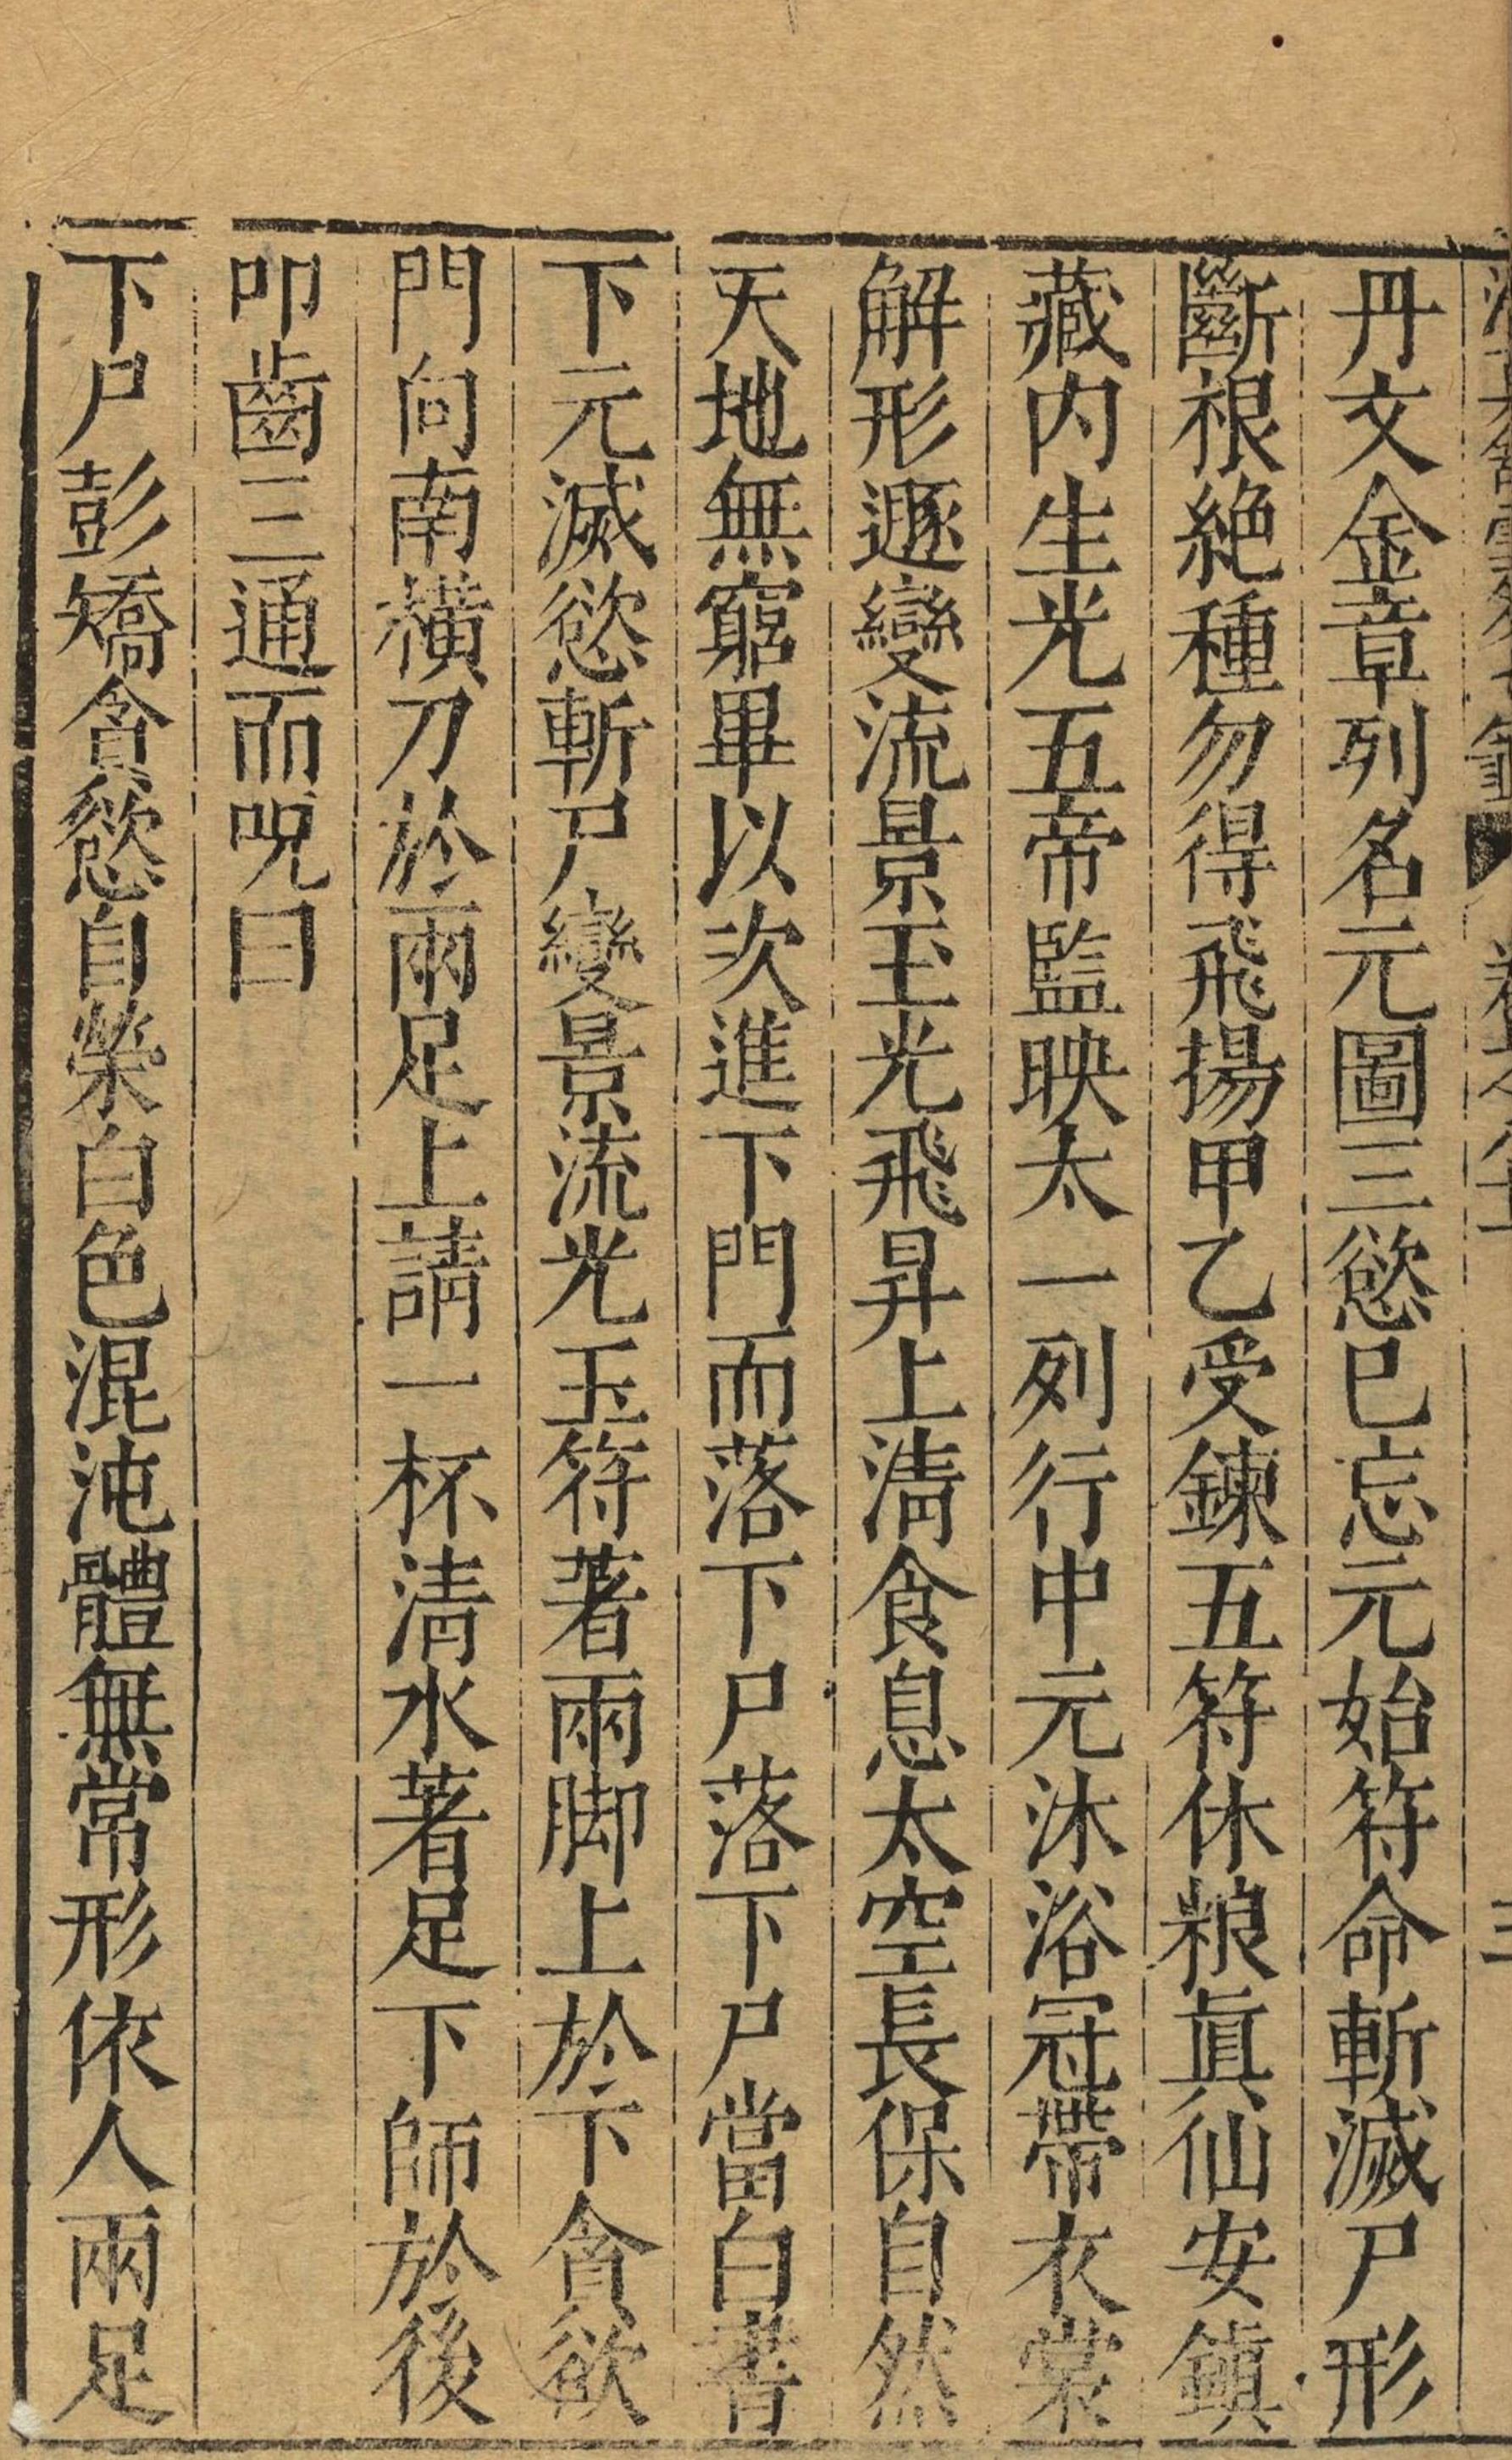 丹文金章列名元圖三慾已忘元始符命斬滅尸形
斷根絶種勿得飛揚甲乙受鍊五符休粮眞仙安鎮
藏内生光五帝監映太一列行中元沐浴冠帶衣裳
解形遯變流景玉光飛昇上清食息太空長保自然
天地無窮畢以次進下門而落下尸落下尸當白書
下元滅慾斬尸變景流光玉符著兩脚上於下貪欲
門向南横刀於兩足上請一杯清水著足下師於後
叩齒三通而呪曰
下尸彭矯貪慾自榮白色混沌體無常形依人兩足